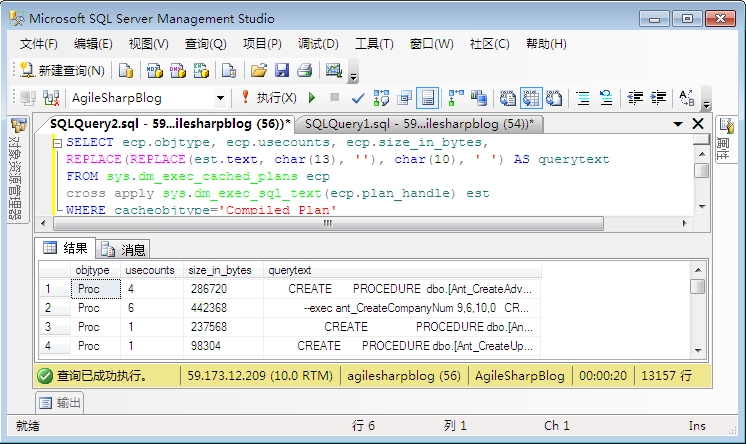 Microsoft SQL Server Management Studio
文件(F) 编辑(E) 视图(V) 查询(Q) 项目(P) 调试(D) 工具(T) 窗口(W) 社区(C) 帮助(H)
新建查询(N)
AgileSharpBlog 执行(X)
SQLQuery2.sql - 59...ilesharpblog (56))* SQLQuery1.sql - 59...ilesharpblog (54))*
对象资源管理器
属性
SELECT ecp.objtype, ecp.usecounts, ecp.size_in_bytes,
REPLACE(REPLACE(est.text, char(13), ''), char(10), ' ') AS querytext
FROM sys.dm_exec_cached_plans ecp
cross apply sys.dm_exec_sql_text(ecp.plan_handle) est
WHERE cacheobjtype='Compiled Plan'
结果 消息
objtype usecounts size_in_bytes querytext
1 Proc 4 286720 CREATE PROCEDURE dbo.[Ant_CreateAdv...
2 Proc 6 442368 --exec ant_CreateCompanyNum 9,6,10,0 CR...
3 Proc 1 237568 CREATE PROCEDURE dbo.[An...
4 Proc 1 98304 CREATE PROCEDURE dbo.[Ant_CreateUp...
查询已成功执行。 59.173.12.209 (10.0 RTM) agilesharpblog (56) AgileSharpBlog 00:00:20 13157 行
输出
就绪 行 6 列 1 Ch 1 Ins